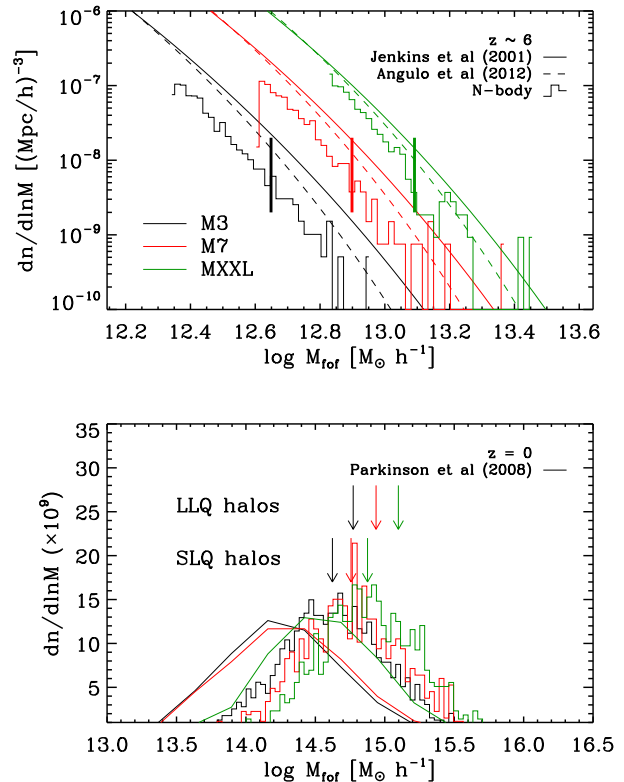 z ~ 6
Jenkins et al (2001)
Angulo et al (2012)
N-body
M3
M7
MXXL
dn/dlnM [(Mpc/h)⁻³]
10⁻⁶
10⁻⁷
10⁻⁸
10⁻⁹
10⁻¹⁰
12.2 12.4 12.6 12.8 13.0 13.2 13.4 13.6
log M_fof [M_⊙ h⁻¹]
z = 0
Parkinson et al (2008)
LLQ halos
SLQ halos
dn/dlnM (×10⁹)
35
30
25
20
15
10
5
13.0 13.5 14.0 14.5 15.0 15.5 16.0 16.5
log M_fof [M_⊙ h⁻¹]